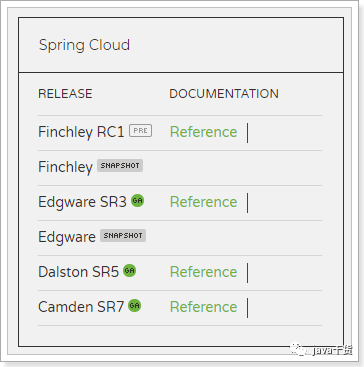 Spring Cloud
RELEASE DOCUMENTATION
Finchley RC1 PRE Reference
Finchley SNAPSHOT
Edgware SR3 GA Reference
Edgware SNAPSHOT
Dalston SR5 GA Reference
Camden SR7 GA Reference
java干货